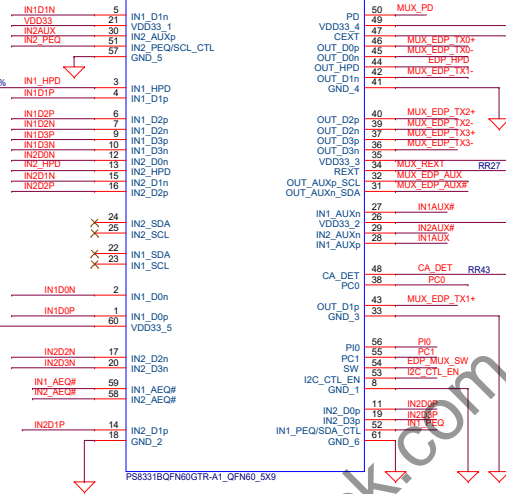 IN1D1N 5 IN1_D1n
VDD33 21 VDD33_1
IN2AUX 30 IN2_AUXp
IN2_PEQ 51 IN2_PEQ/SCL_CTL
57 GND_5
%
IN1_HPD 3 IN1_HPD
IN1D1P 4 IN1_D1p
IN1D2P 6 IN1_D2p
IN1D2N 7 IN1_D2n
IN1D3P 9 IN1_D3p
IN1D3N 10 IN1_D3n
IN2D0N 12 IN2_D0n
IN2_HPD 13 IN2_HPD
IN2D1N 15 IN2_D1n
IN2D2P 16 IN2_D2p
24 IN2_SDA
25 IN2_SCL
22 IN1_SDA
23 IN1_SCL
IN1D0N 2 IN1_D0n
IN1D0P 1 IN1_D0p
60 VDD33_5
IN2D2N 17 IN2_D2n
IN2D3N 20 IN2_D3n
IN1_AEQ# 59 IN1_AEQ#
IN2_AEQ# 58 IN2_AEQ#
IN2D1P 14 IN2_D1p
18 GND_2
PD 50 MUX_PD
VDD33_4 49
CEXT 47
OUT_D0p 46 MUX_EDP_TX0+
OUT_D0n 45 MUX_EDP_TX0-
OUT_HPD 44 EDP_HPD
OUT_D1n 42 MUX_EDP_TX1-
GND_4 41
OUT_D2p 40 MUX_EDP_TX2+
OUT_D2n 39 MUX_EDP_TX2-
OUT_D3p 37 MUX_EDP_TX3+
OUT_D3n 36 MUX_EDP_TX3-
VDD33_3 35
REXT 34 MUX_REXT RR27
OUT_AUXp_SCL 32 MUX_EDP_AUX
OUT_AUXn_SDA 31 MUX_EDP_AUX#
IN1_AUXn 27 IN1AUX#
VDD33_2 26
IN2_AUXn 29 IN2AUX#
IN1_AUXp 28 IN1AUX
CA_DET 48 CA_DET RR43
PC0 38 PC0
OUT_D1p 43 MUX_EDP_TX1+
GND_3 33
PI0 56 PI0
PC1 55 PC1
SW 54 EDP_MUX_SW
I2C_CTL_EN 53 I2C_CTL_EN
GND_1 8
IN2_D0p 11 IN2D0P
IN2_D3p 19 IN2D3P
IN1_PEQ/SDA_CTL 52 IN1_PEQ
GND_6 61
PS8331BQFN60GTR-A1_QFN60_5X9
k.com